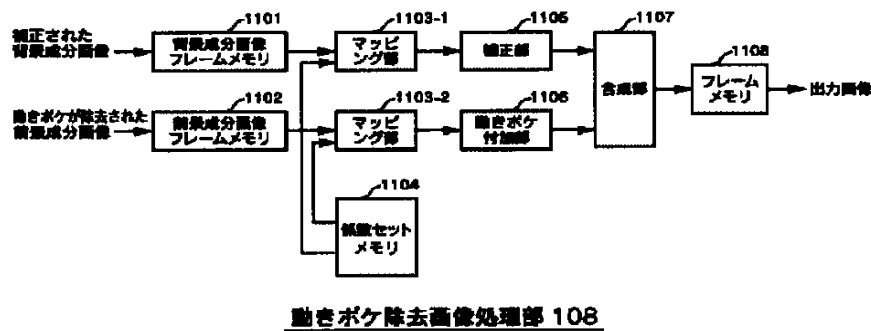 1101
1103-1
1105
1107
補正された
背景成分画像
背景成分画像
フレームメモリ
マッピ
ング部
補正部
1108
合成部
フレーム
メモリ
出力画像
1102
1103-2
1106
動きボケが除去された
前景成分画像
前景成分画像
フレームメモリ
マッピ
ング部
動きボケ
付加部
1104
係数セット
メモリ
動きボケ除去画像処理部 108